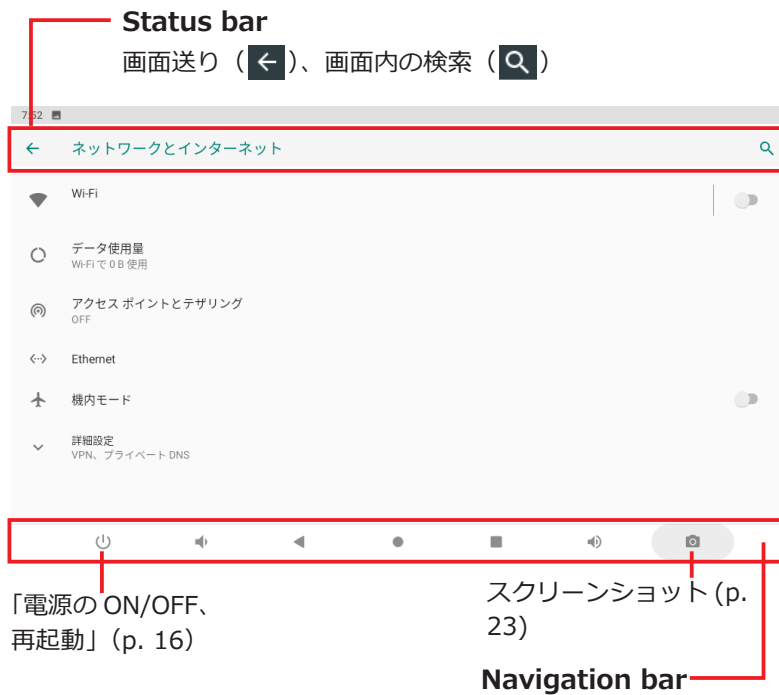 Status bar
画面送り（←）、画面内の検索（）
7:52
← ネットワークとインターネット
Wi-Fi
データ使用量
Wi-Fi で 0 B 使用
アクセス ポイントとテザリング
OFF
Ethernet
機内モード
詳細設定
VPN、プライベート DNS
「電源の ON/OFF、
再起動」（p. 16）
スクリーンショット (p.
23)
Navigation bar